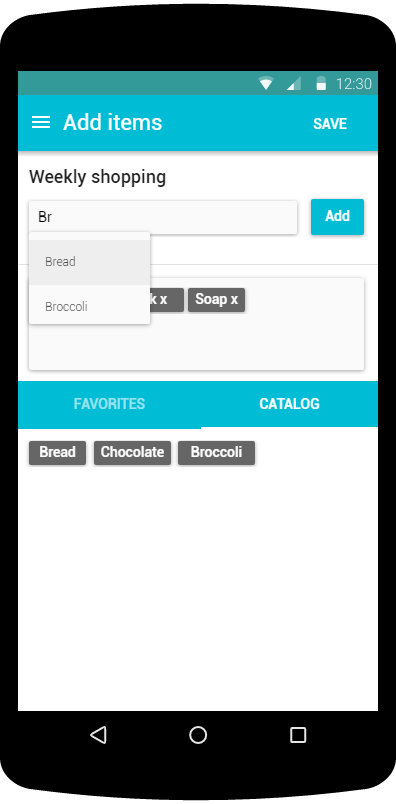 12:30
Add items SAVE
Weekly shopping
Br Add
Bread
Broccoli
k x Soap x
FAVORITES CATALOG
Bread Chocolate Broccoli